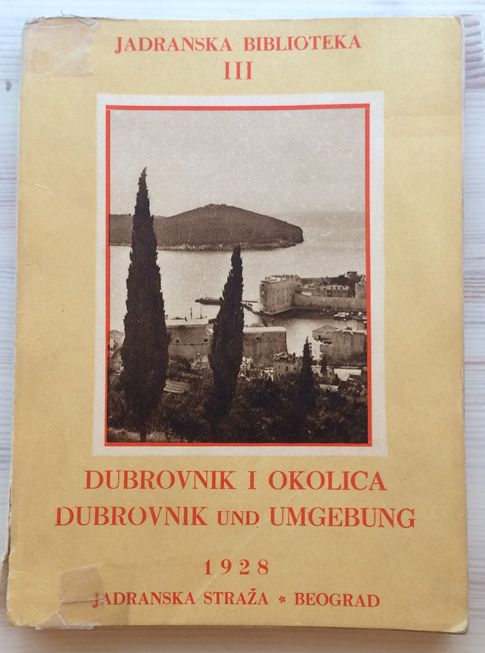 JADRANSKA BIBLIOTEKA
III
DUBROVNIK I OKOLICA
DUBROVNIK UND UMGEBUNG
1928
JADRANSKA STRAŽA * BEOGRAD